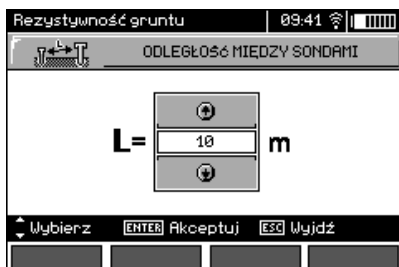 Rezystywność gruntu 09:41
L
ODLEGŁOŚĆ MIĘDZY SONDAMI
L= 10 m
Wybierz ENTER Akceptuj ESC Wyjdź